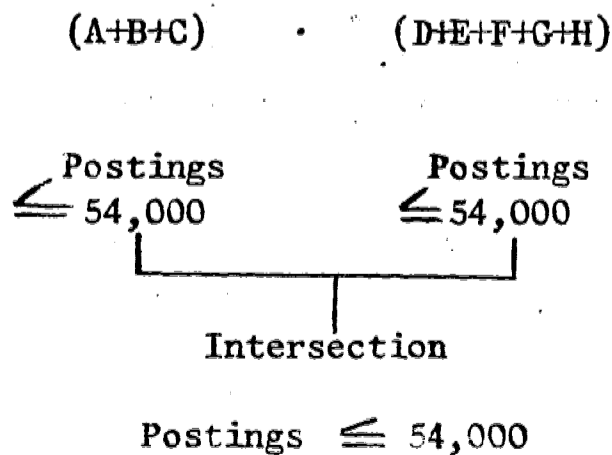 (A+B+C) · (D+E+F+G+H)
Postings Postings
≦ 54,000 ≦ 54,000
Intersection
Postings ≦ 54,000